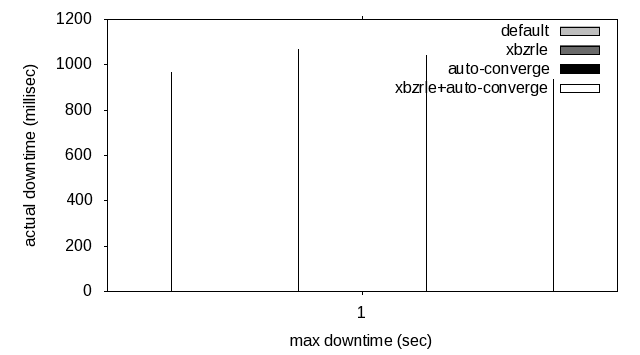 1200
1000
800
600
400
200
0
actual downtime (millisec)
default
xbzrle
auto-converge
xbzrle+auto-converge
1
max downtime (sec)